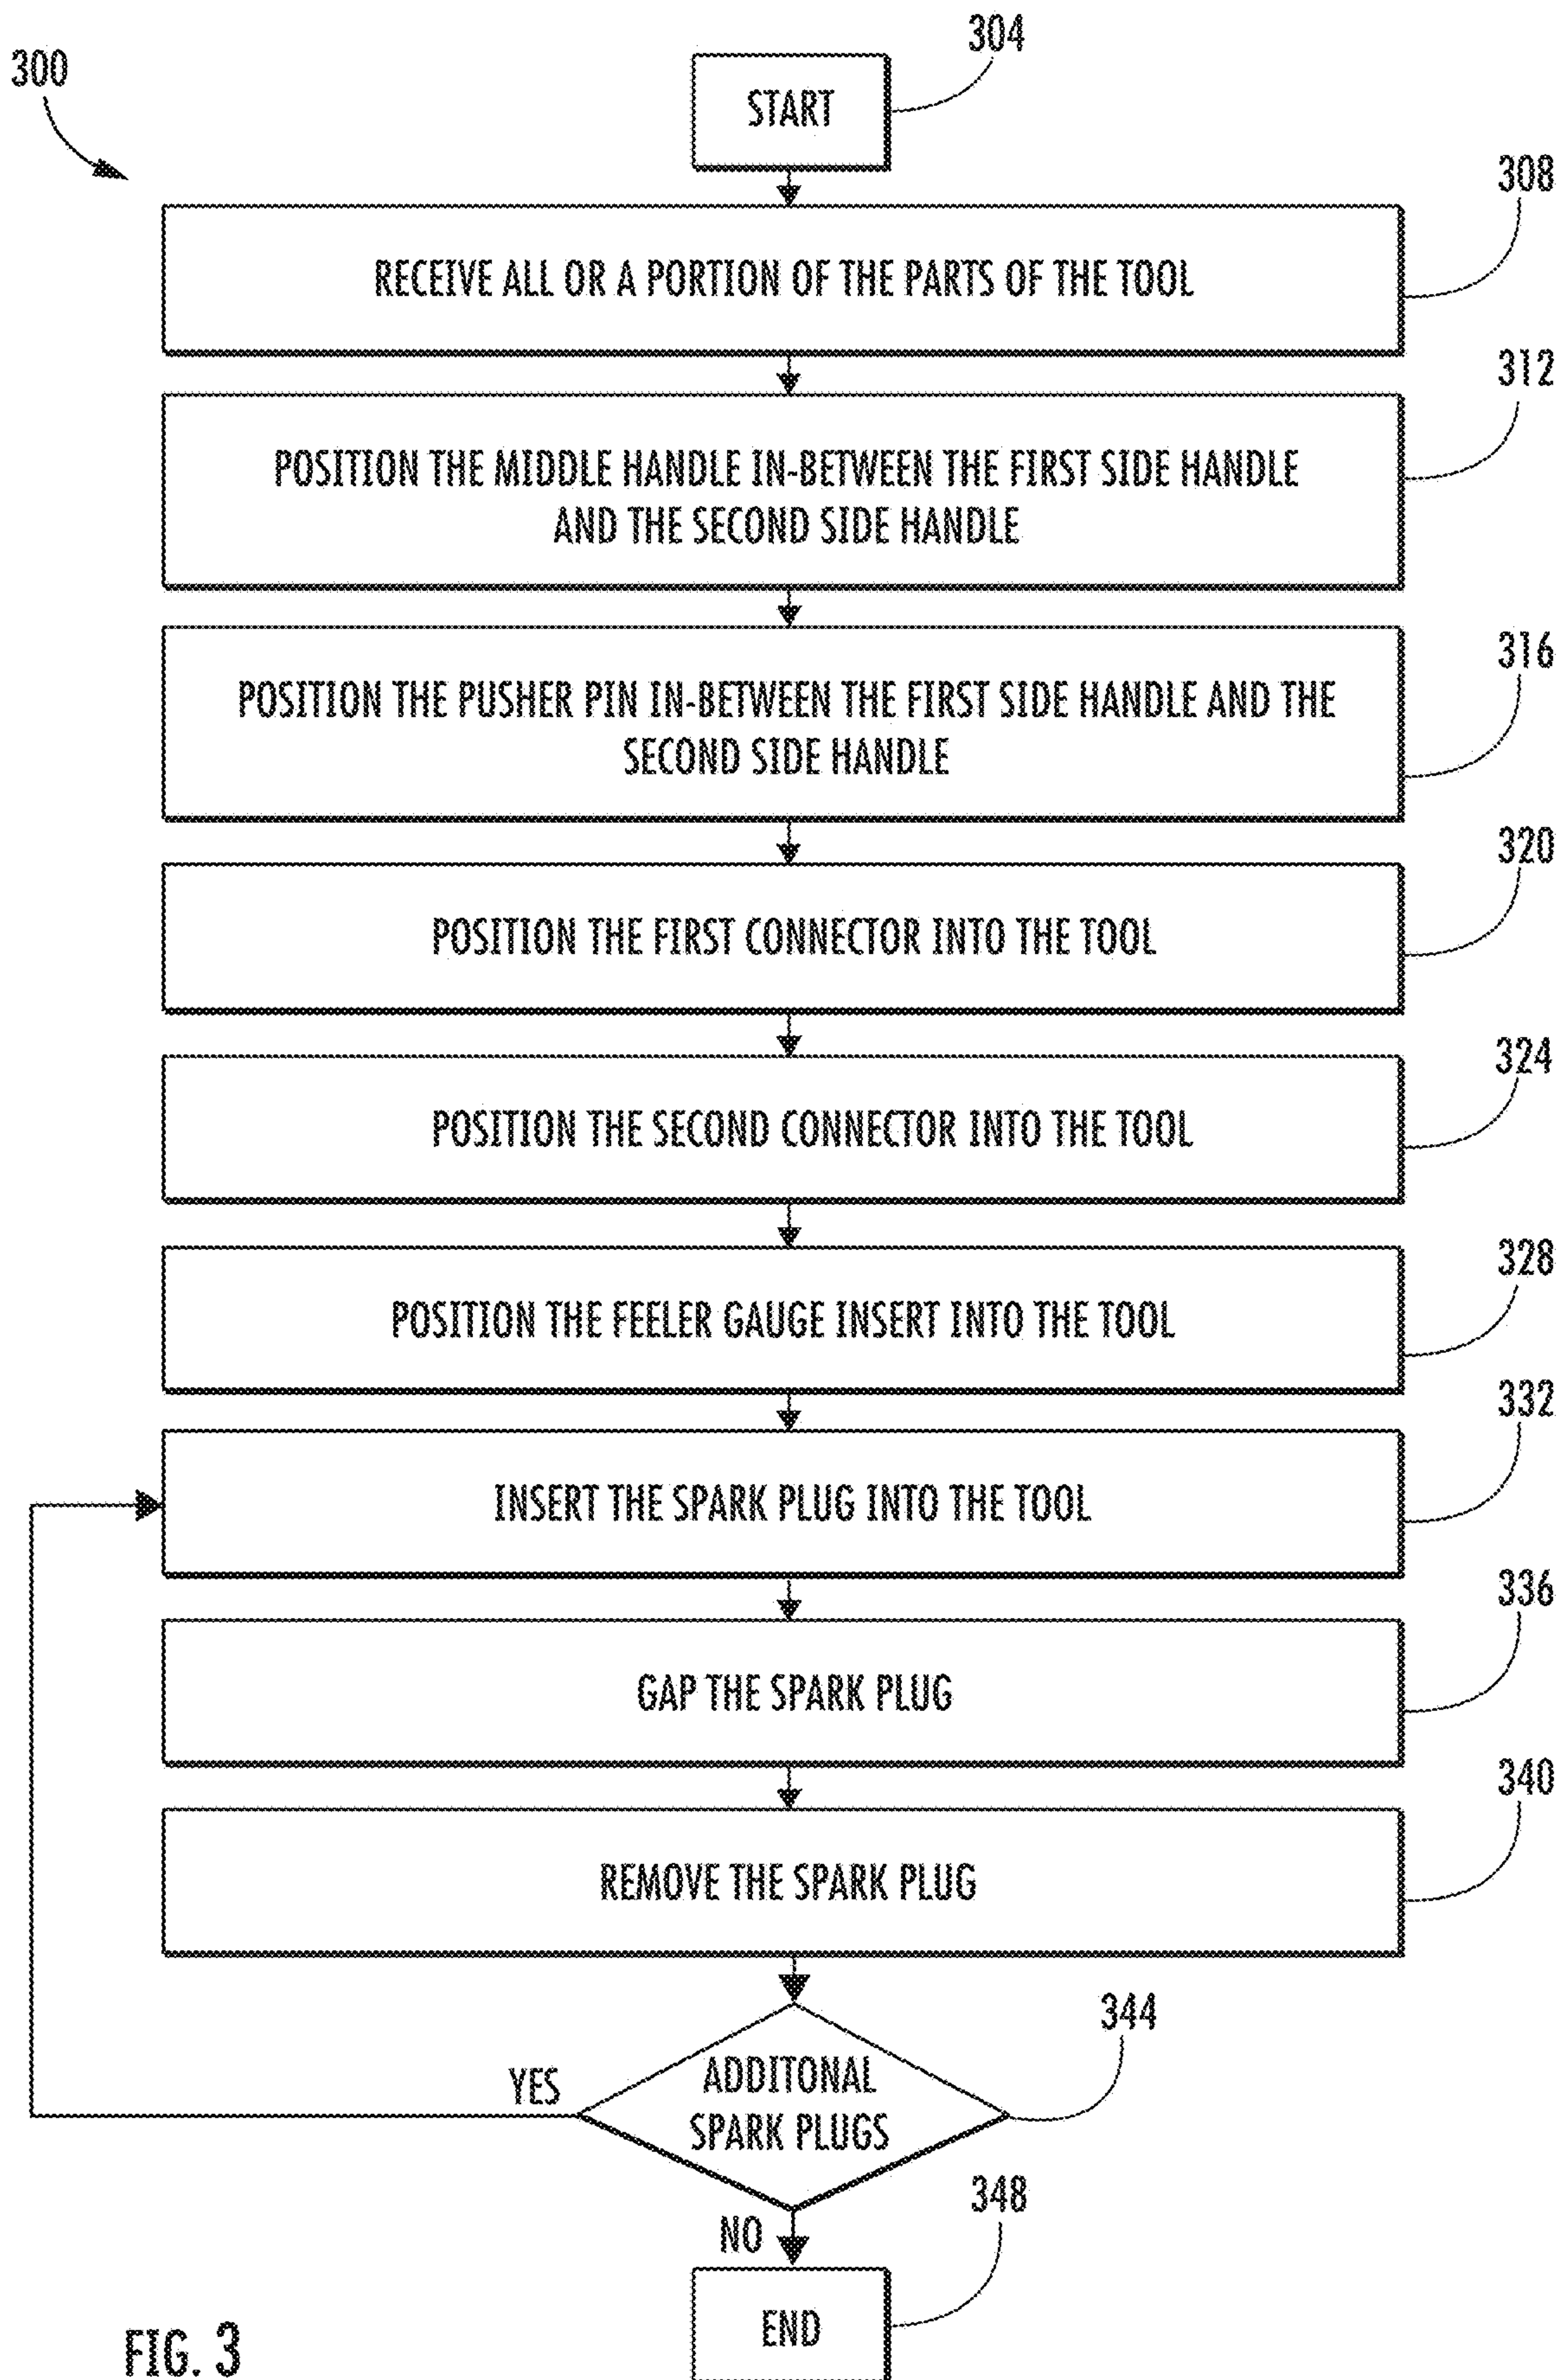 300
304
START
308
RECEIVE ALL OR A PORTION OF THE PARTS OF THE TOOL
312
POSITION THE MIDDLE HANDLE IN-BETWEEN THE FIRST SIDE HANDLE
AND THE SECOND SIDE HANDLE
316
POSITION THE PUSHER PIN IN-BETWEEN THE FIRST SIDE HANDLE AND THE
SECOND SIDE HANDLE
320
POSITION THE FIRST CONNECTOR INTO THE TOOL
324
POSITION THE SECOND CONNECTOR INTO THE TOOL
328
POSITION THE FEELER GAUGE INSERT INTO THE TOOL
332
INSERT THE SPARK PLUG INTO THE TOOL
336
GAP THE SPARK PLUG
340
REMOVE THE SPARK PLUG
344
YES
ADDITONAL
SPARK PLUGS
348
NO
END
FIG. 3